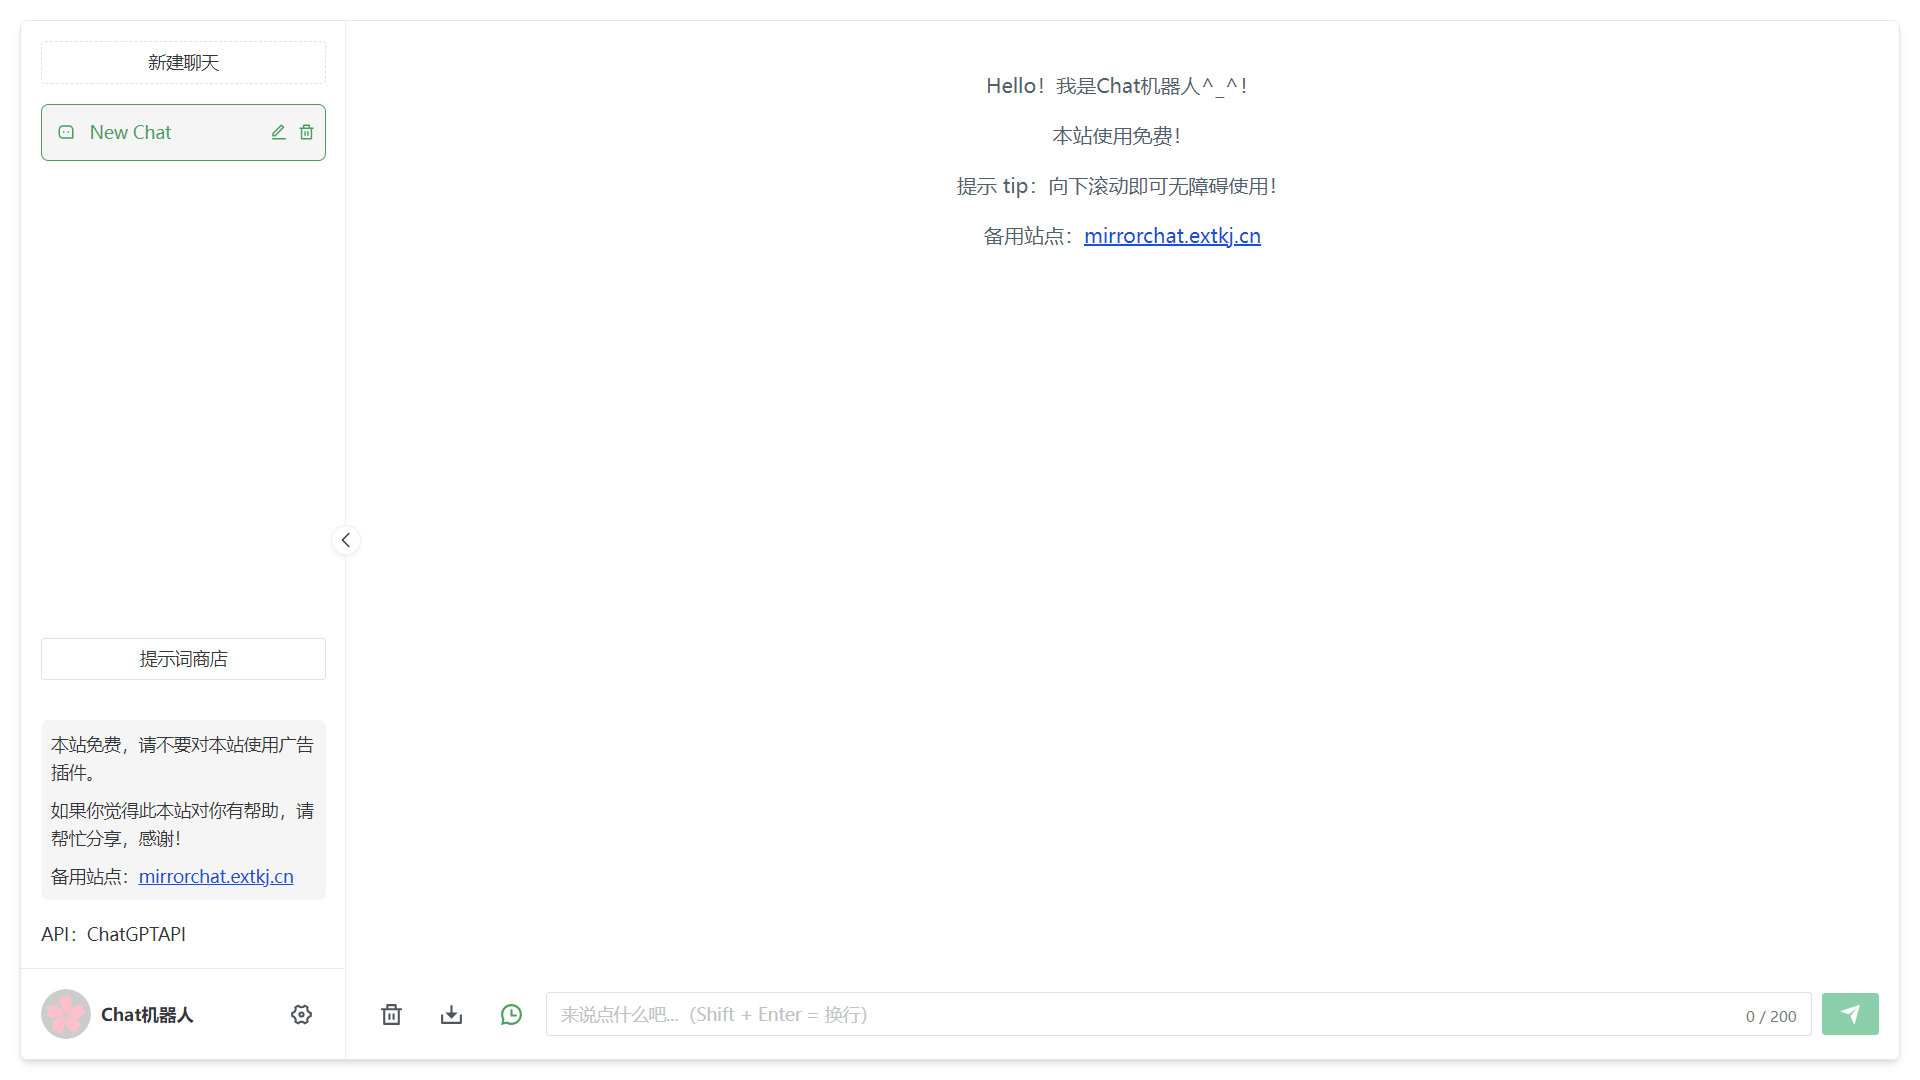 新建聊天
New Chat
提示词商店
本站免费，请不要对本站使用广告
插件。
如果你觉得此本站对你有帮助，请
帮忙分享，感谢！
备用站点：mirrorchat.extkj.cn
API：ChatGPTAPI
Chat机器人
Hello！我是Chat机器人^_^！
本站使用免费！
提示 tip：向下滚动即可无障碍使用！
备用站点：mirrorchat.extkj.cn
来说点什么吧...（Shift + Enter = 换行）
0 / 200